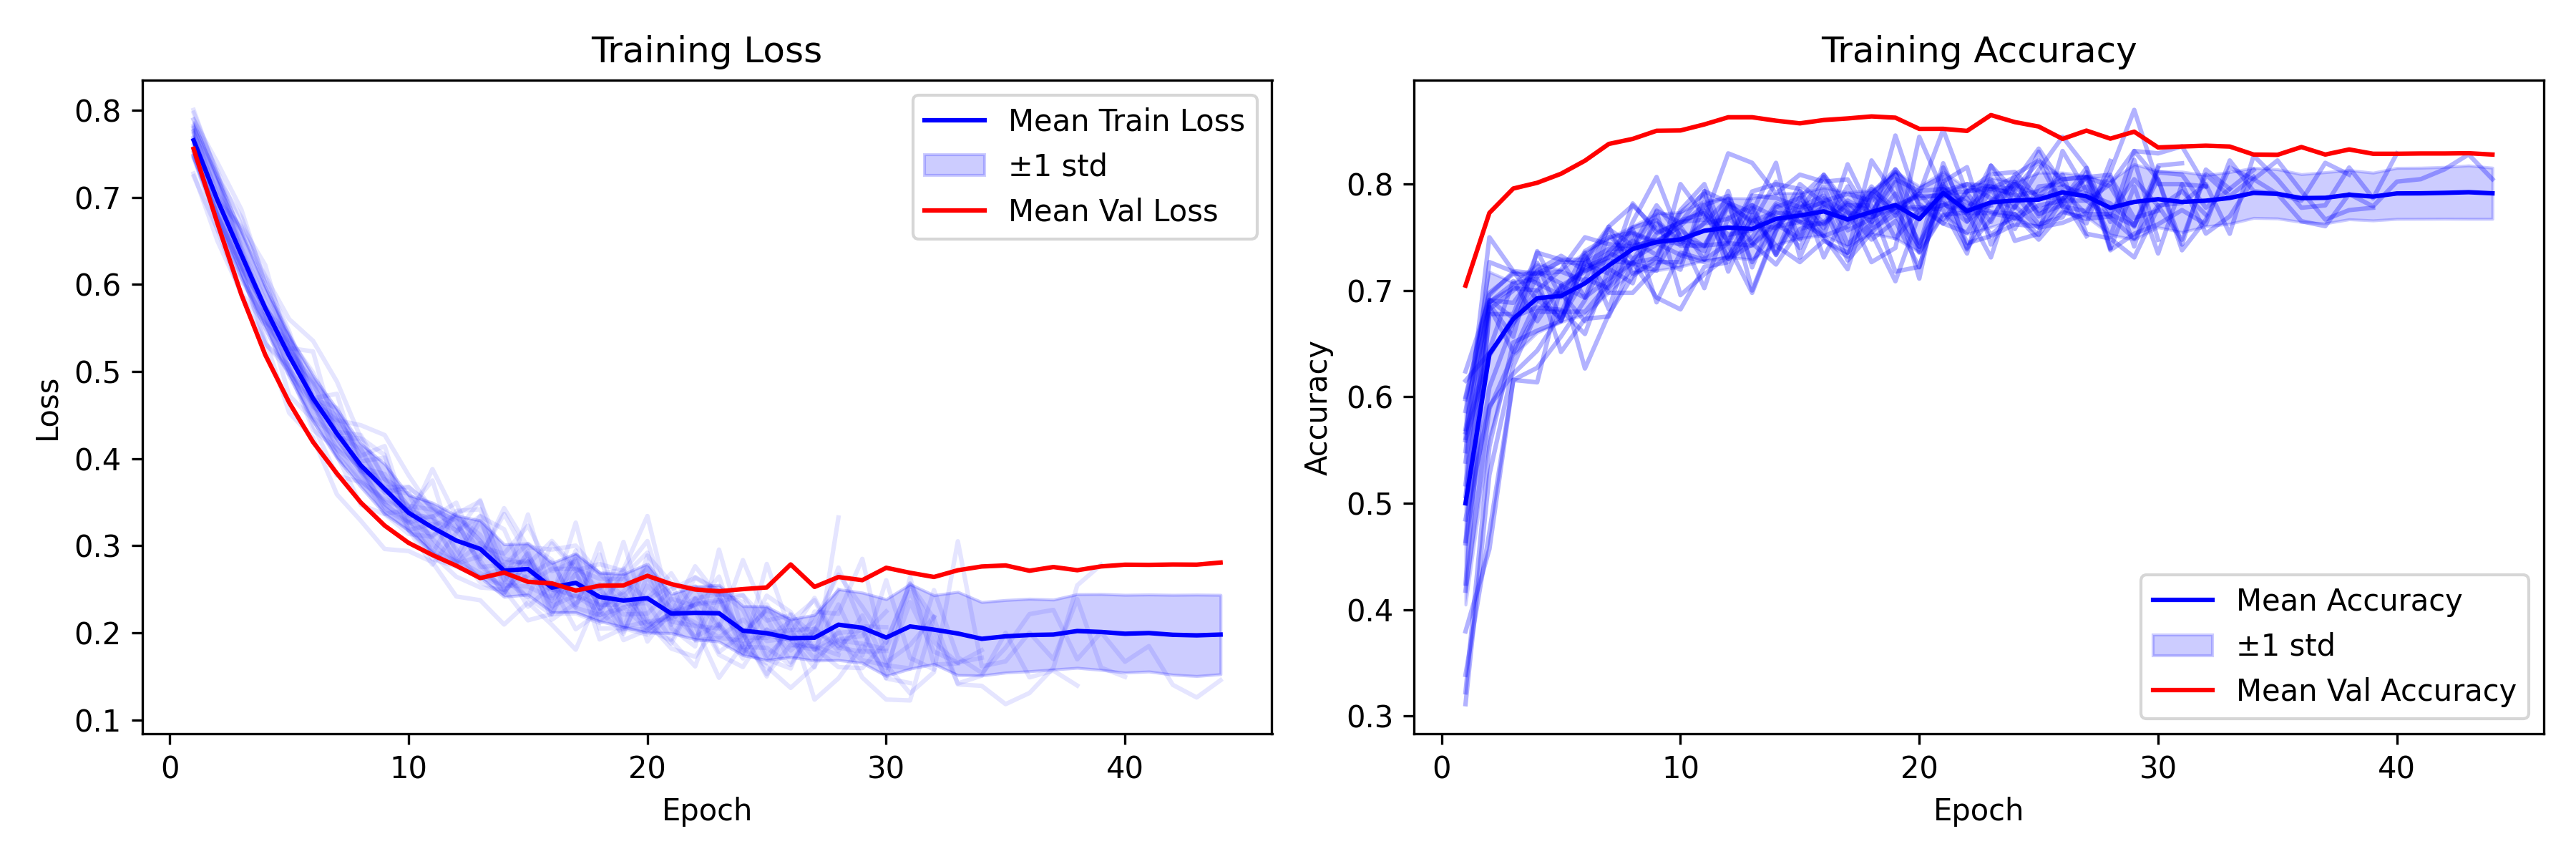 Training Loss
Loss
0.8
0.7
0.6
0.5
0.4
0.3
0.2
0.1
0
10
20
30
40
Epoch
Mean Train Loss
±1 std
Mean Val Loss
Training Accuracy
Accuracy
0.8
0.7
0.6
0.5
0.4
0.3
0
10
20
30
40
Epoch
Mean Accuracy
±1 std
Mean Val Accuracy